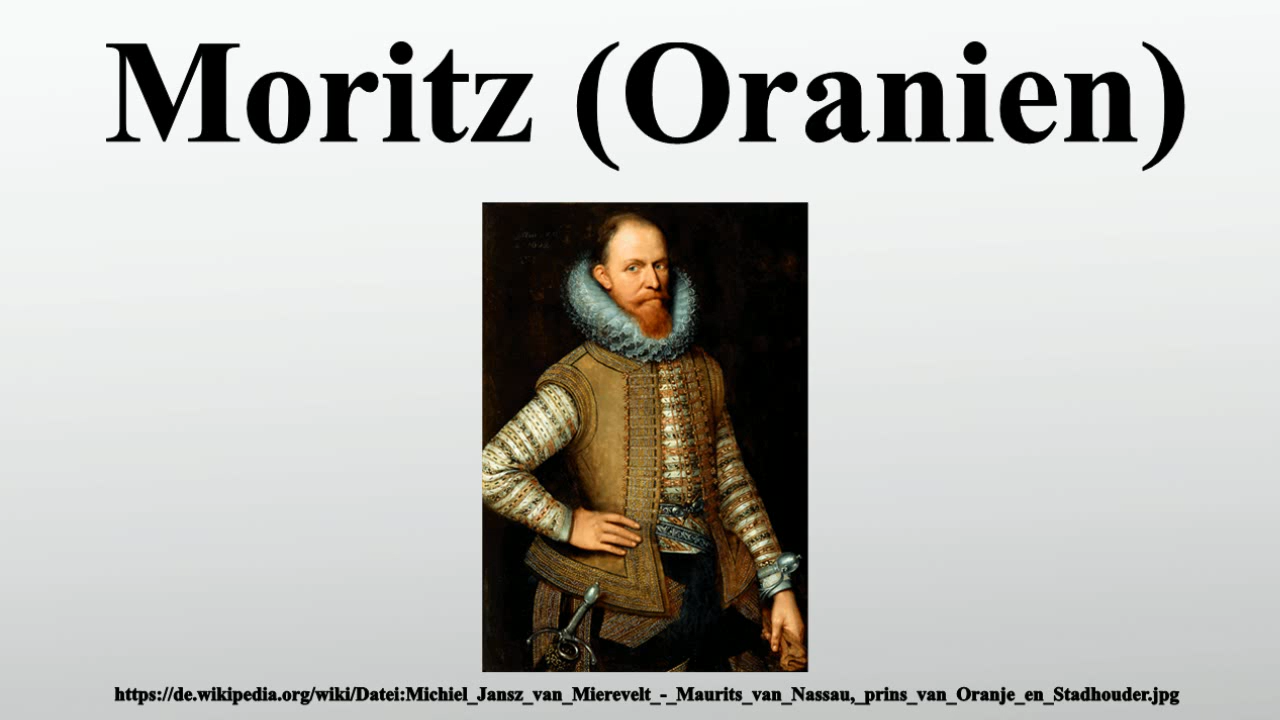 Moritz (Oranien)
https://de.wikipedia.org/wiki/Datei:Michiel_Jansz_van_Mierevelt_-_Maurits_van_Nassau,_prins_van_Oranje_en_Stadhouder.jpg